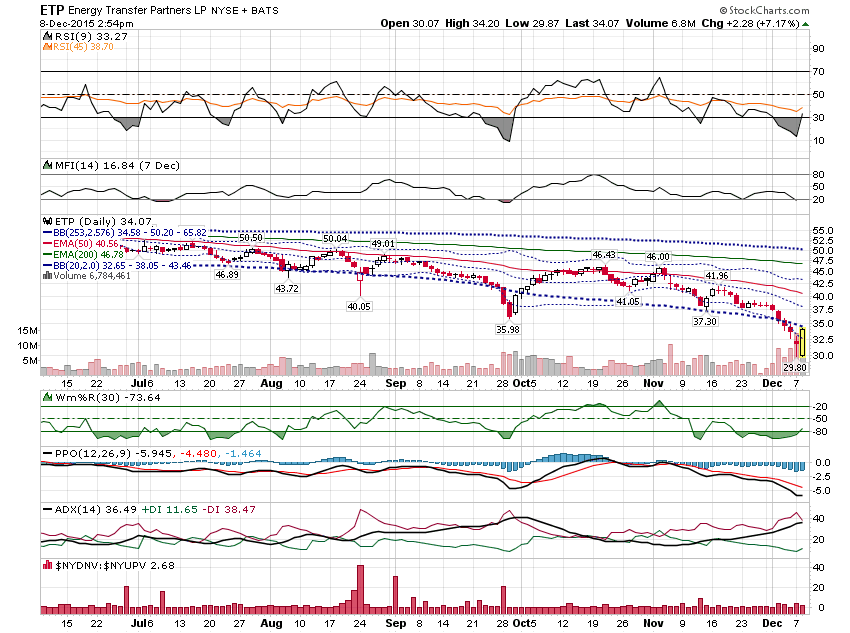 ETP Energy Transfer Partners LP NYSE + BATS © StockCharts.com
8-Dec-2015 2:54pm Open 30.07 High 34.20 Low 29.87 Last 34.07 Volume 6.8M Chg +2.28 (+7.17%)
RSI(9) 33.27
RSI(45) 38.70
90
70
50
30
10
MFI(14) 16.84 (7 Dec)
80
50
20
ETP (Daily) 34.07
BB(253,2.576) 34.58 - 50.20 - 65.82
EMA(50) 40.56
EMA(200) 46.78
BB(20,2.0) 32.65 - 38.05 - 43.46
Volume 6,784,461
50.50 50.04 49.01 46.43 46.00 41.96
46.89 43.72 40.05 35.98 41.05 37.30 29.80
55.0
52.5
50.0
47.5
45.0
42.5
40.0
37.5
35.0
32.5
30.0
15M
10M
5M
15 22 Jul6 13 20 27 Aug 10 17 24 Sep 8 14 21 28 Oct5 12 19 26 Nov 9 16 23 Dec 7
Wm%R(30) -73.64
-20
-50
-80
PPO(12,26,9) -5.945, -4.480, -1.464
0.0
-2.5
-5.0
ADX(14) 36.49 +DI 11.65 -DI 38.47
40
20
$NYDNV:$NYUPV 2.68
40
20
0
15 22 Jul6 13 20 27 Aug 10 17 24 Sep 8 14 21 28 Oct5 12 19 26 Nov 9 16 23 Dec 7